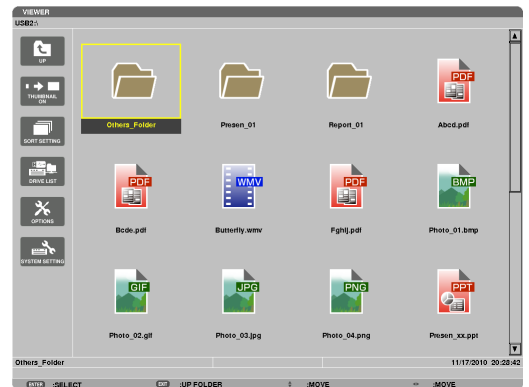 VIEWER
USB2:\
UP
THUMBNAIL
ON
SORT SETTING
DRIVE LIST
OPTIONS
SYSTEM SETTING
Others_Folder
Presen_01
Report_01
PDF
Abcd.pdf
PDF
Bcde.pdf
WMV
Butterfly.wmv
PDF
Fghij.pdf
BMP
Photo_01.bmp
GIF
Photo_02.gif
JPG
Photo_03.jpg
PNG
Photo_04.png
PPT
Presen_xx.ppt
Others_Folder
11/17/2010 20:28:42
ENTER :SELECT EXIT :UP FOLDER :MOVE :MOVE